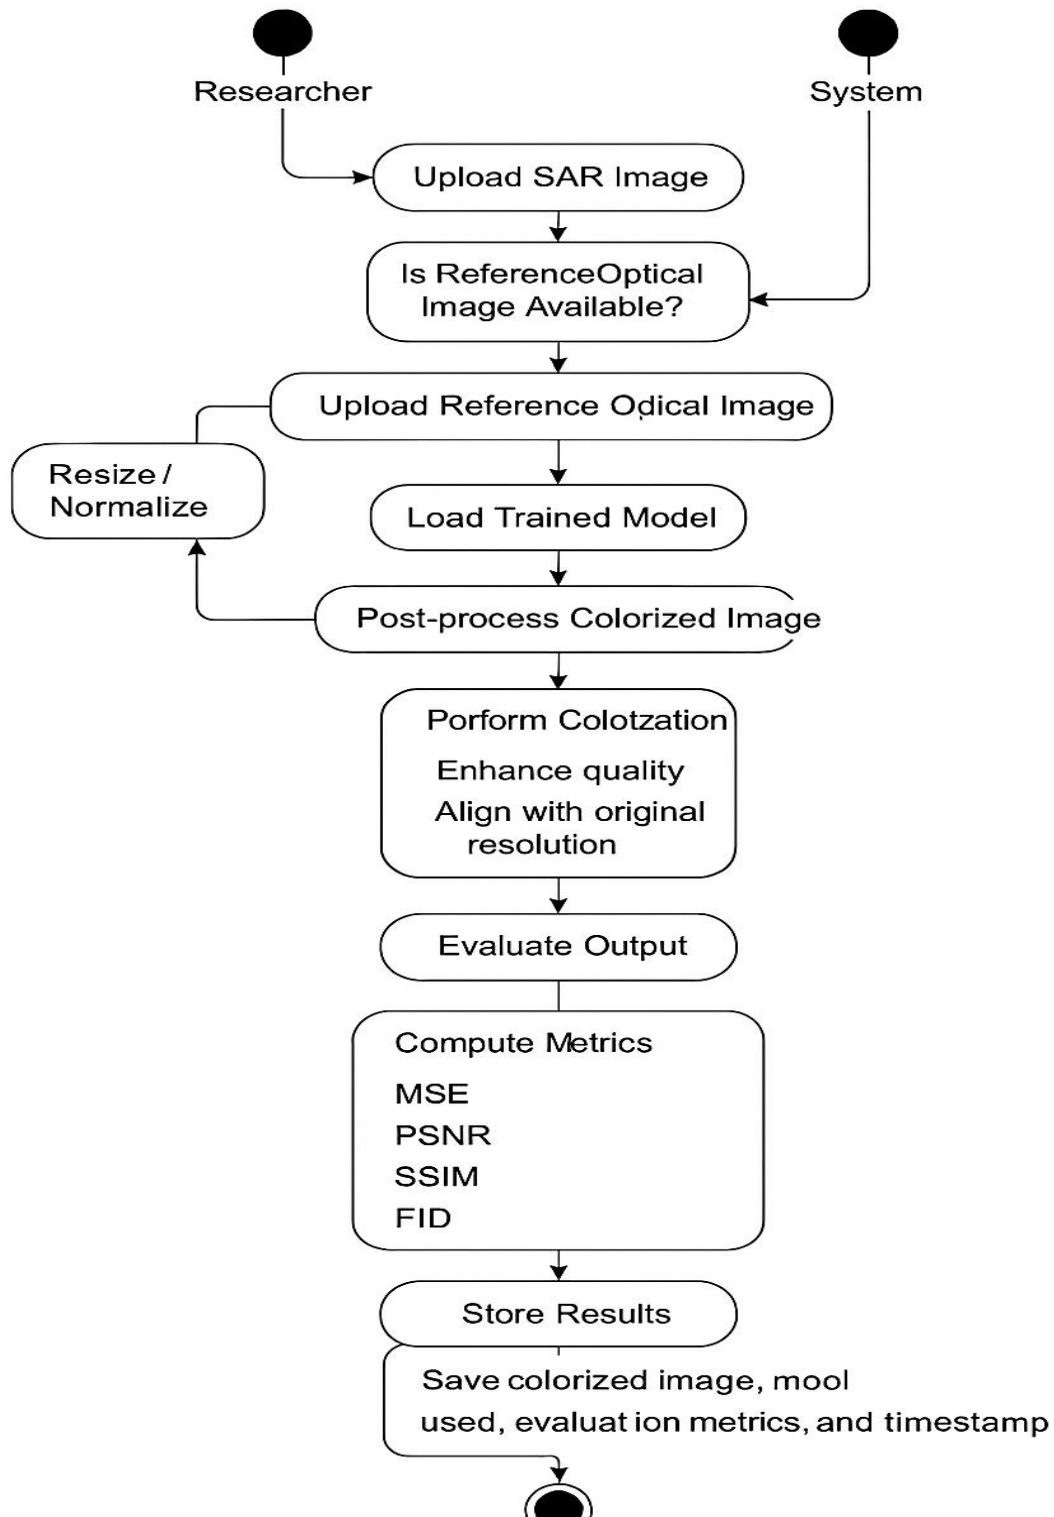 Researcher
System
Upload SAR Image
Is ReferenceOptical
Image Available?
Upload Reference Odical Image
Resize /
Normalize
Load Trained Model
Post-process Colorized Image
Porform Colotzation
Enhance quality
Align with original
resolution
Evaluate Output
Compute Metrics
MSE
PSNR
SSIM
FID
Store Results
Save colorized image, mool
used, evaluat ion metrics, and timestamp